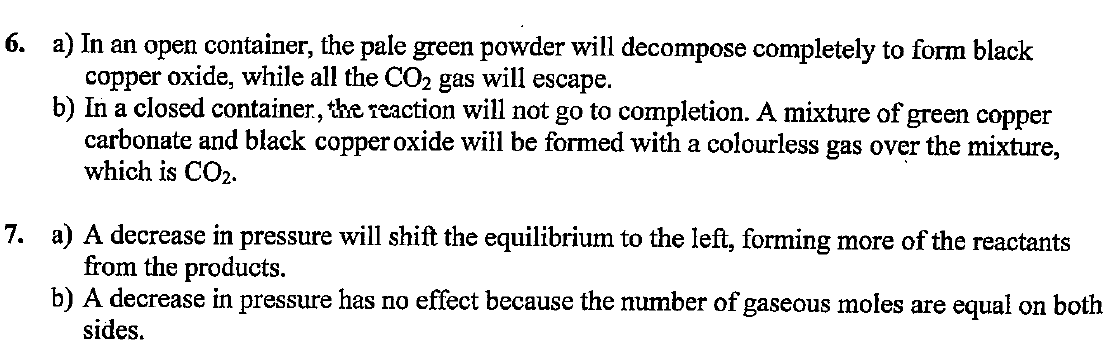 6. a) In an open container, the pale green powder will decompose completely to form black
copper oxide, while all the CO₂ gas will escape.
b) In a closed container, the reaction will not go to completion. A mixture of green copper
carbonate and black copper oxide will be formed with a colourless gas over the mixture,
which is CO₂.
7. a) A decrease in pressure will shift the equilibrium to the left, forming more of the reactants
from the products.
b) A decrease in pressure has no effect because the number of gaseous moles are equal on both
sides.